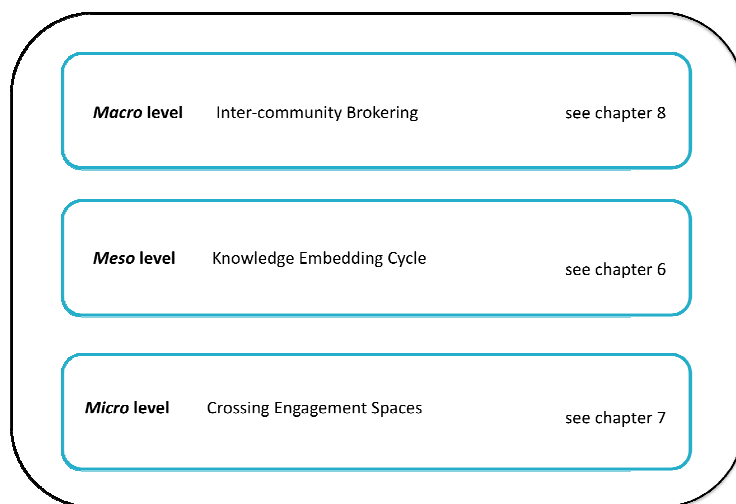 Macro level Inter-community Brokering see chapter 8
Meso level Knowledge Embedding Cycle see chapter 6
Micro level Crossing Engagement Spaces see chapter 7